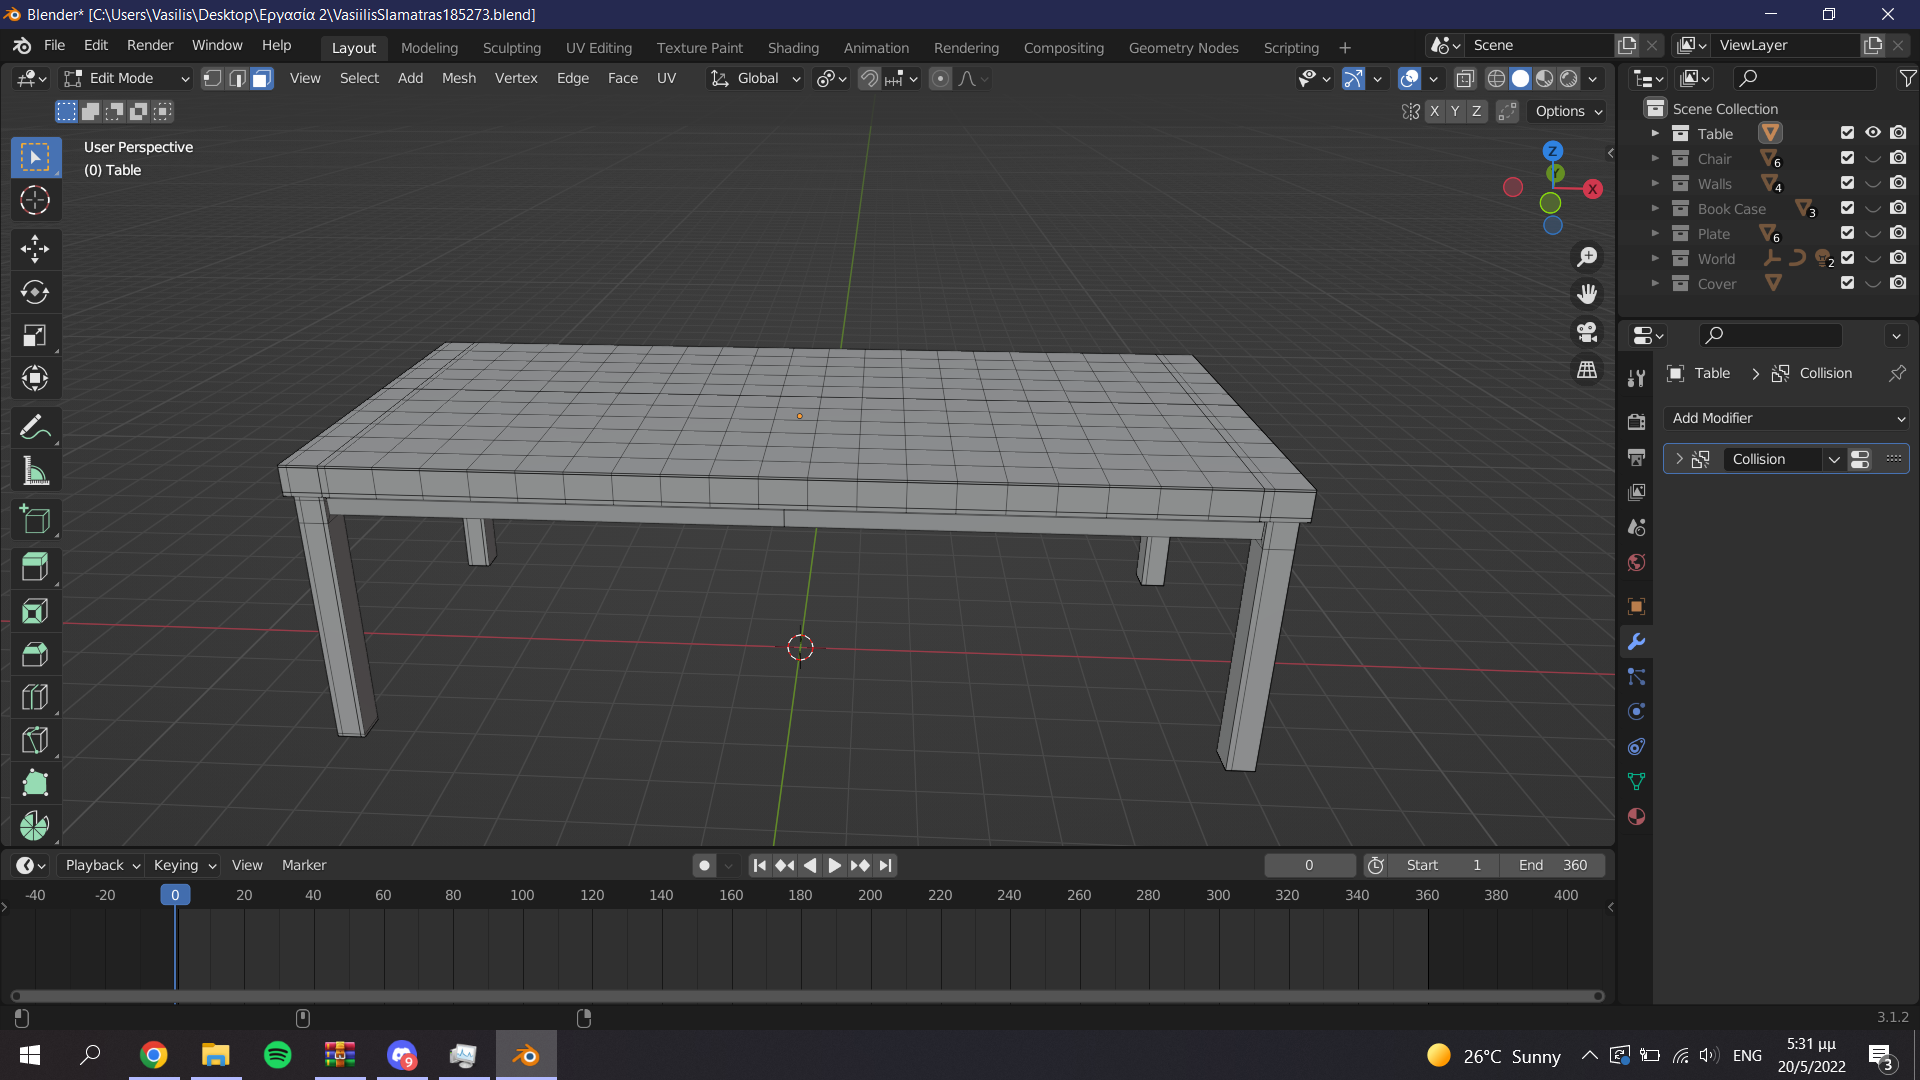 Blender* [C:\Users\Vasilis\Desktop\Εργασία 2\VasiilisSlamatras185273.blend]
File Edit Render Window Help Layout Modeling Sculpting UV Editing Texture Paint Shading Animation Rendering Compositing Geometry Nodes Scripting + Scene ViewLayer
Edit Mode View Select Add Mesh Vertex Edge Face UV Global
X Y Z Options
User Perspective
(0) Table
Z
Y
X
Scene Collection
Table
Chair 6
Walls 4
Book Case 3
Plate 6
World 2
Cover
Table > Collision
Add Modifier
Collision
Playback Keying View Marker 0 Start 1 End 360
-40 -20 0 20 40 60 80 100 120 140 160 180 200 220 240 260 280 300 320 340 360 380 400
3.1.2
9
26°C Sunny ENG
5:31 μμ
20/5/2022
3